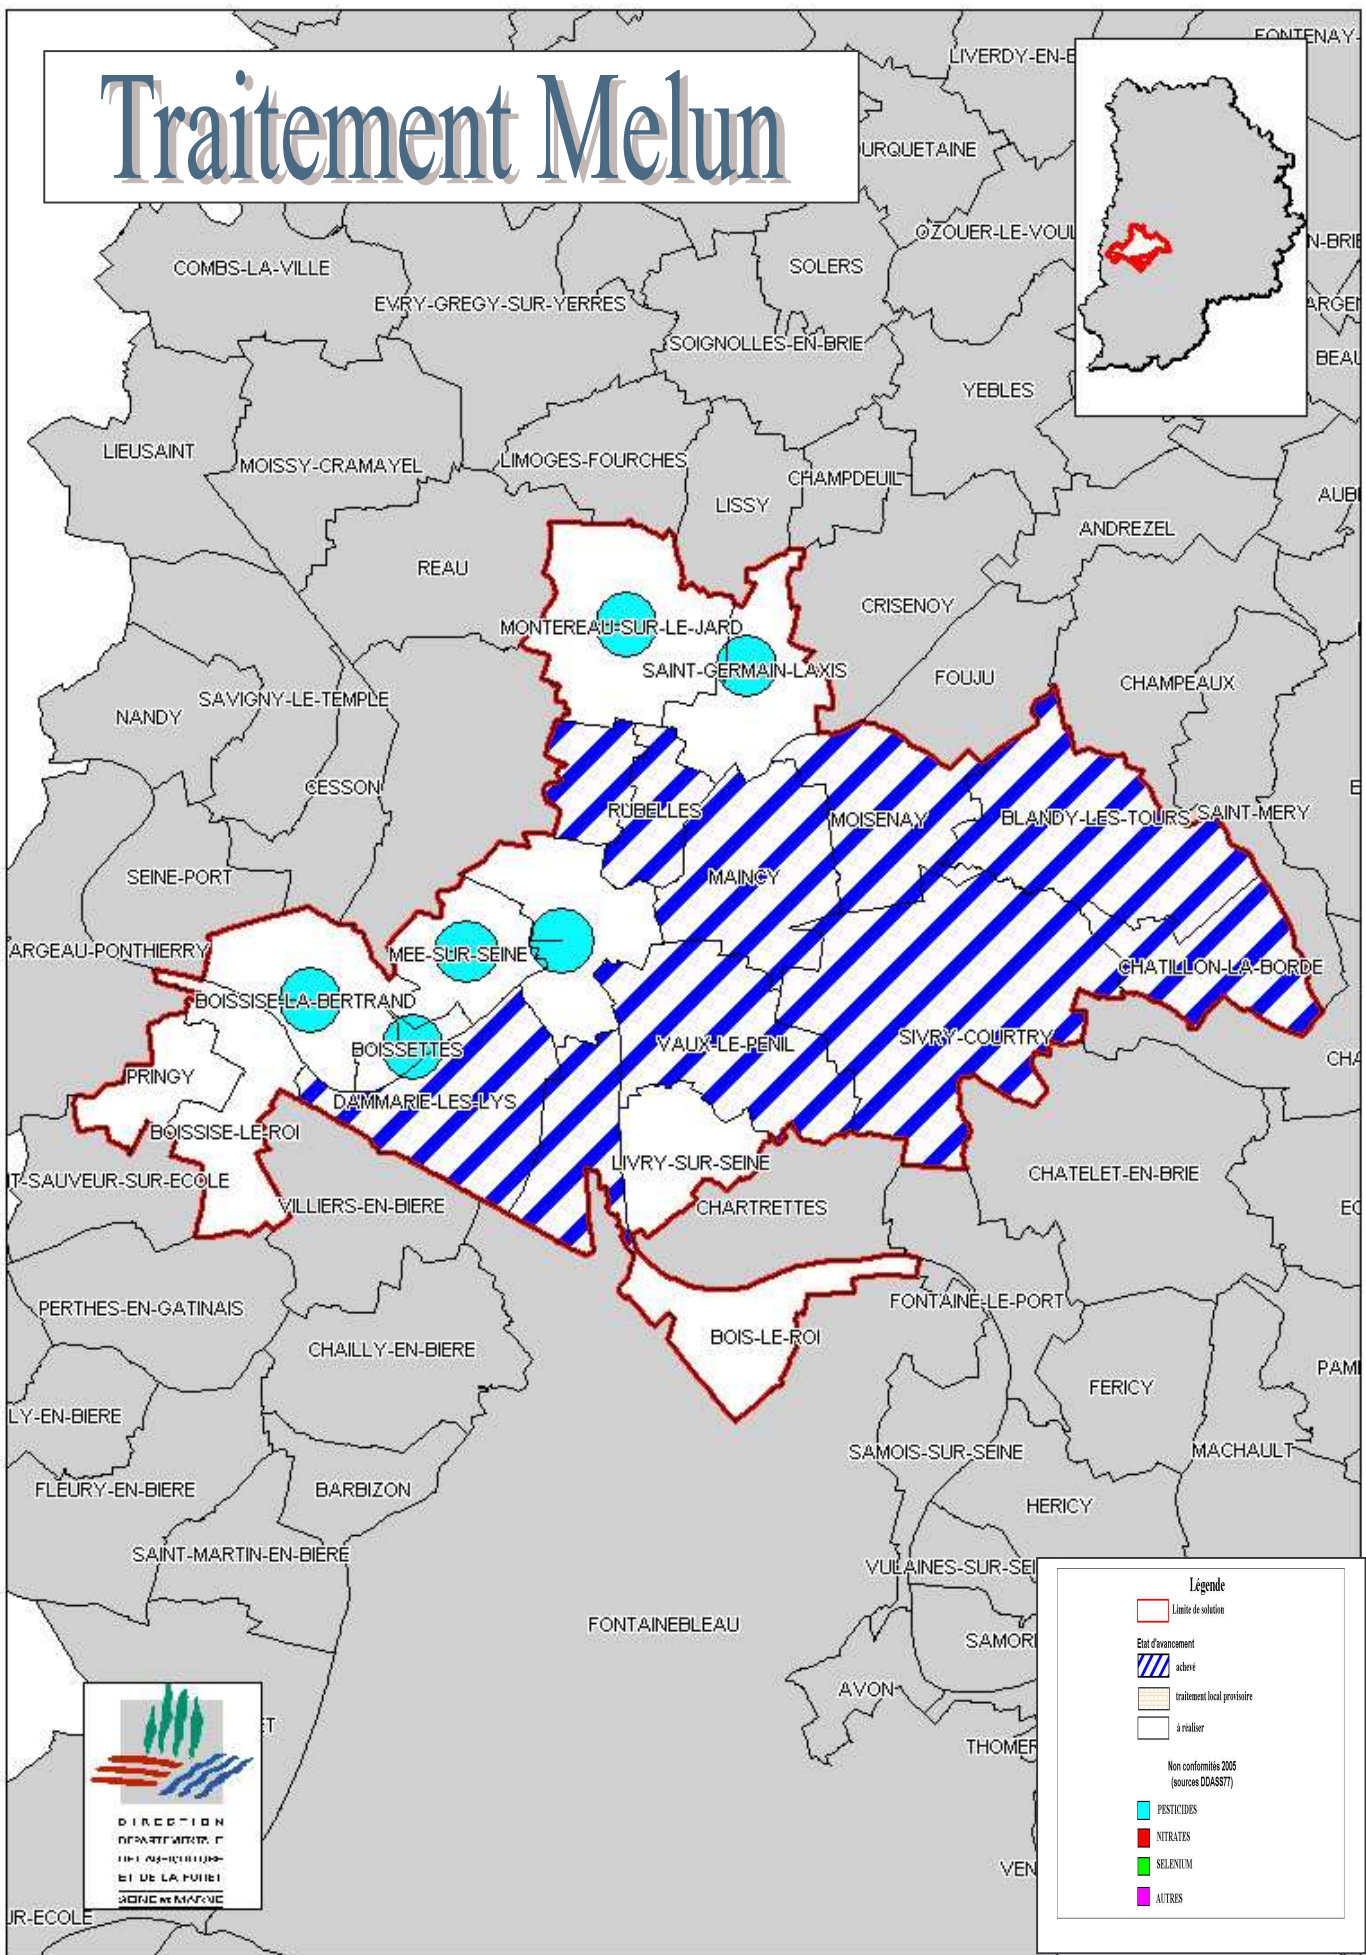 Traitement Melun
FONTENAY-
LIVERDY-EN-B
OURQUETAINE
OZOUER-LE-VOUL
N-BRIE
COMBS-LA-VILLE
SOLERS
EVRY-GREGY-SUR-YERRES
ARGEN
SOIGNOLLES-EN-BRIE
BEAU
YEBLES
LIEUSAINT
MOISSY-CRAMAYEL
LIMOGES-FOURCHES
CHAMPDEUIL
LISSY
AUBE
ANDREZEL
REAU
CRISENOY
MONTEREAU-SUR-LE-JARD
SAINT-GERMAIN-LAXIS
FOUJU
CHAMPEAUX
SAVIGNY-LE-TEMPLE
NANDY
CESSON
RUBELLES
MOISENAY
BLANDY-LES-TOURS
SAINT-MERY
SEINE-PORT
MAINCY
ARGEAU-PONTHIERRY
MEE-SUR-SEINE
CHATILLON-LA-BORDE
BOISSISE-LA-BERTRAND
BOISSETTES
VAUX-LE-PENIL
SIVRY-COURTRY
CHA
PRINGY
DAMMARIE-LES-LYS
BOISSISE-LE-ROI
LIVRY-SUR-SEINE
CHATELET-EN-BRIE
T-SAUVEUR-SUR-ECOLE
VILLIERS-EN-BIERE
CHARTRETTES
PERTHES-EN-GATINAIS
FONTAINE-LE-PORT
BOIS-LE-ROI
CHAILLY-EN-BIERE
PAM
FERICY
LY-EN-BIERE
SAMOIS-SUR-SEINE
MACHAULT
FLEURY-EN-BIERE
BARBIZON
HERICY
SAINT-MARTIN-EN-BIERE
VULAINES-SUR-SEI
FONTAINEBLEAU
SAMOR
AVON
ET
THOMER
VEN
UR-ECOLE
Légende
Limite de solution
Etat d'avancement
achevé
traitement local provisoire
à réaliser
Non conformités 2005
(sources DDASS77)
PESTICIDES
NITRATES
SELENIUM
AUTRES
DIRECTION
DEPARTEMENTALE
DE L'AGRICULTURE
ET DE LA FORET
SEINE et MARNE